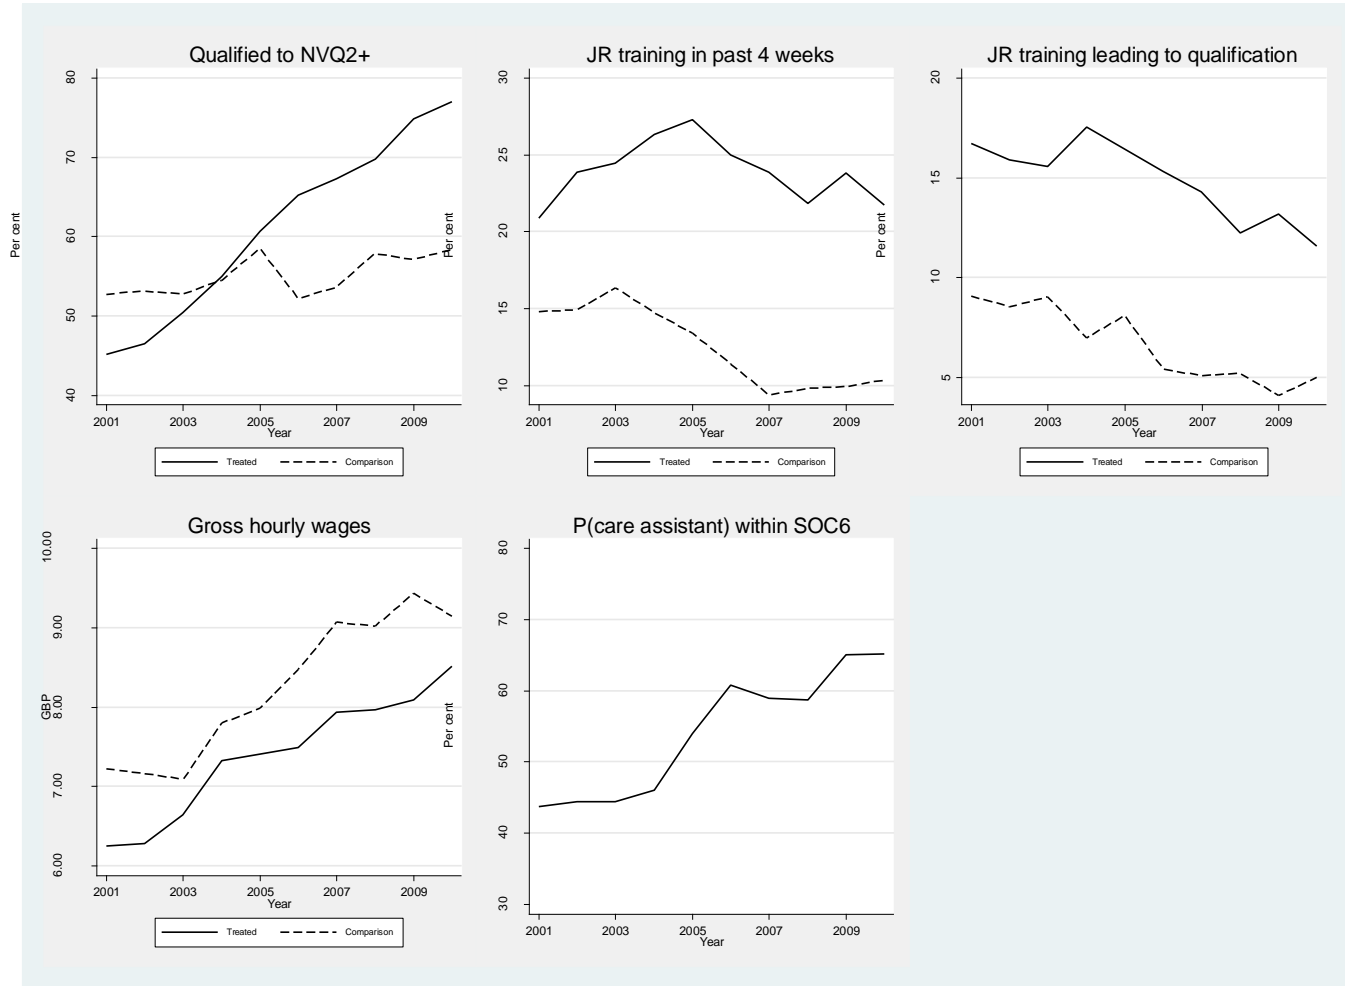 Qualified to NVQ2+
Per cent
80
70
60
50
40
2001 2003 2005 2007 2009
Year
Treated Comparison
JR training in past 4 weeks
Per cent
30
25
20
15
10
2001 2003 2005 2007 2009
Year
Treated Comparison
JR training leading to qualification
Per cent
20
15
10
5
2001 2003 2005 2007 2009
Year
Treated Comparison
Gross hourly wages
GBP
10.00
9.00
8.00
7.00
6.00
2001 2003 2005 2007 2009
Year
Treated Comparison
P(care assistant) within SOC6
Per cent
80
70
60
50
40
30
2001 2003 2005 2007 2009
Year